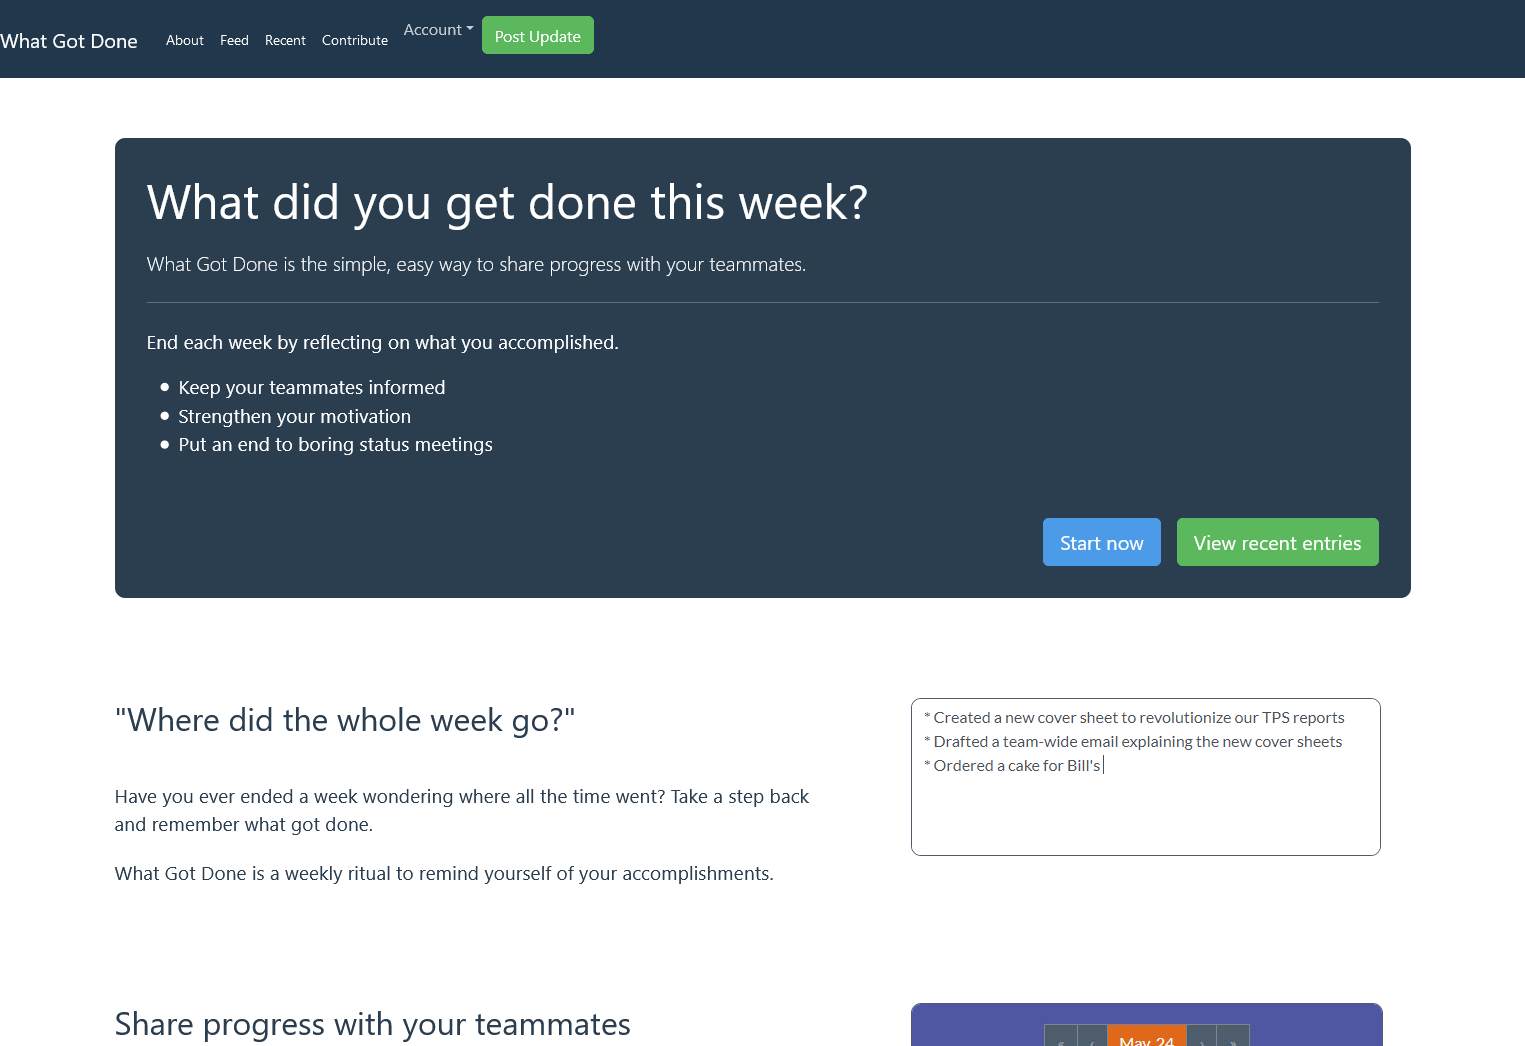 What Got Done
About
Feed
Recent
Contribute
Account
Post Update
What did you get done this week?
What Got Done is the simple, easy way to share progress with your teammates.
End each week by reflecting on what you accomplished.
• Keep your teammates informed
• Strengthen your motivation
• Put an end to boring status meetings
Start now
View recent entries
"Where did the whole week go?"
Have you ever ended a week wondering where all the time went? Take a step back
and remember what got done.
What Got Done is a weekly ritual to remind yourself of your accomplishments.
* Created a new cover sheet to revolutionize our TPS reports
* Drafted a team-wide email explaining the new cover sheets
* Ordered a cake for Bill's
Share progress with your teammates
« ‹ May 24 › »